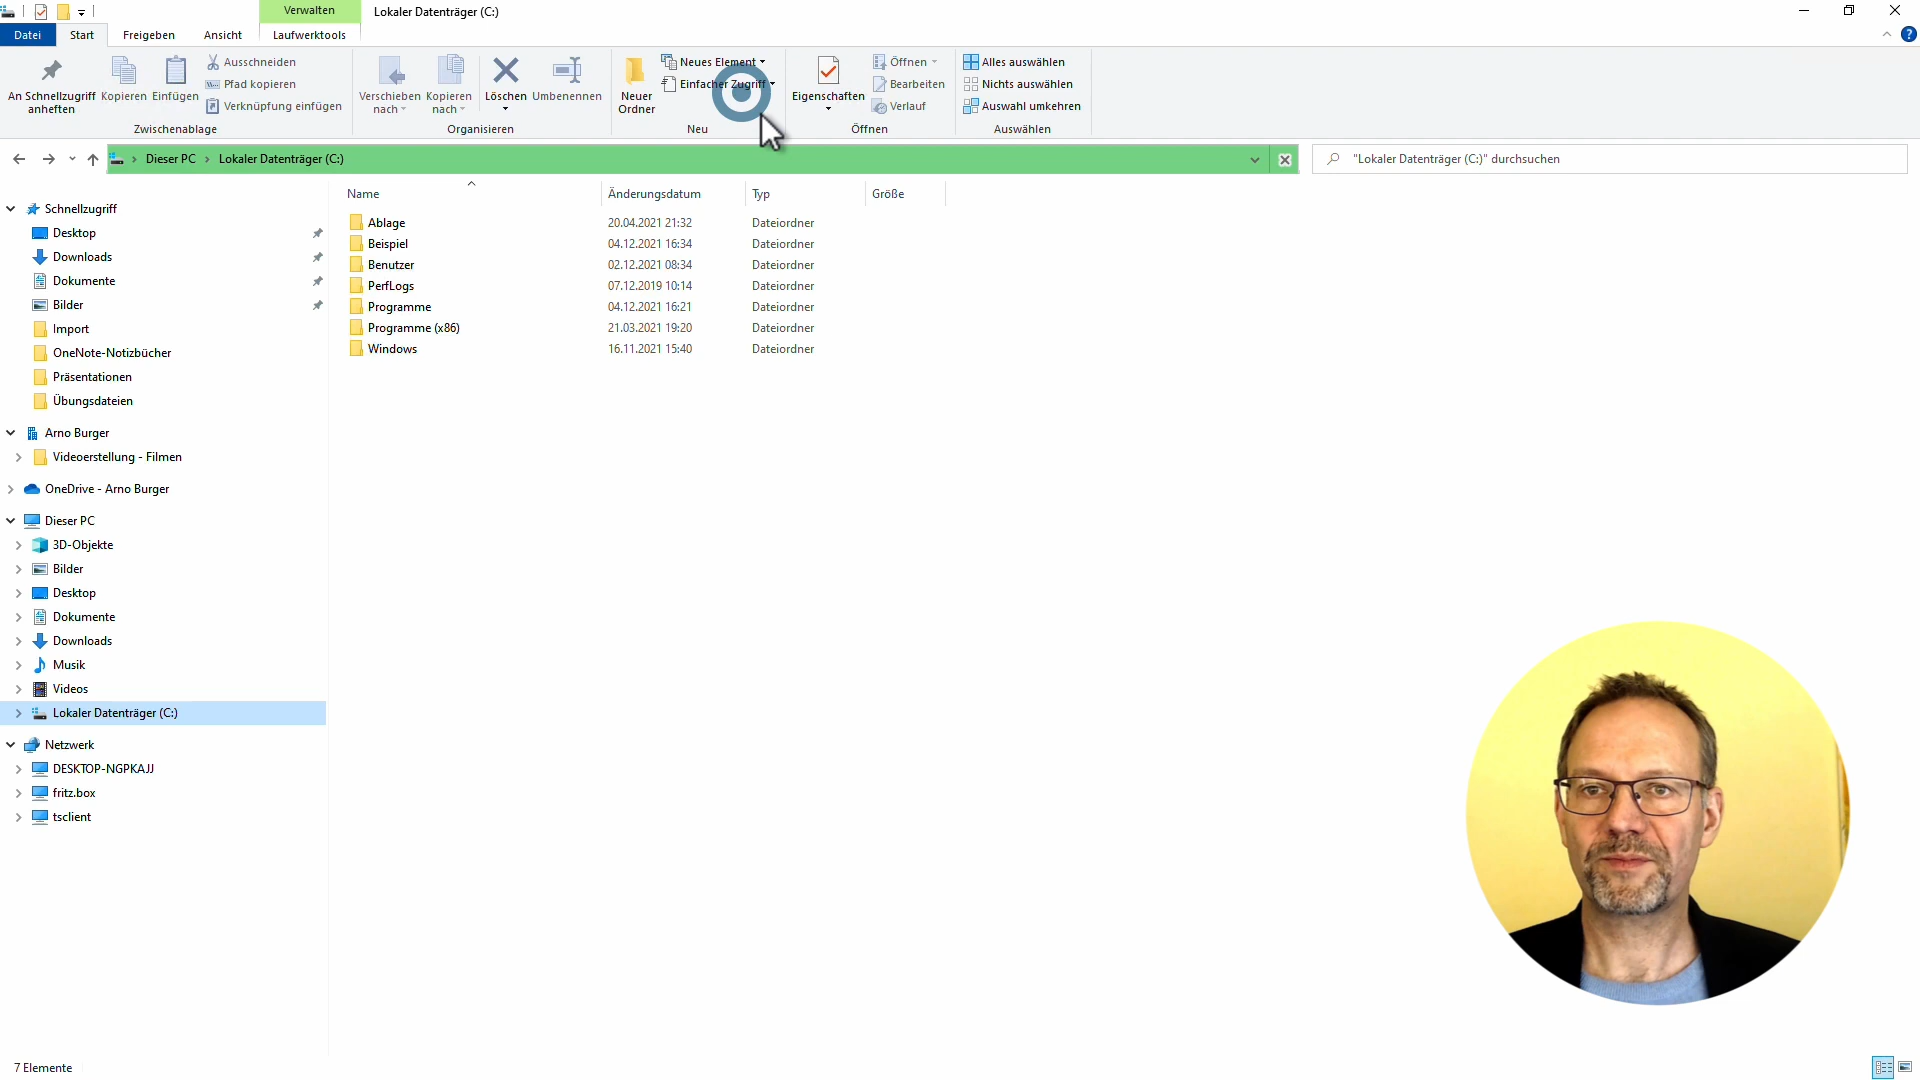 Verwalten
Lokaler Datenträger (C:)
Datei
Start
Freigeben
Ansicht
Laufwerktools
?
An Schnellzugriff
anheften
Kopieren
Einfügen
Ausschneiden
Pfad kopieren
Verknüpfung einfügen
Zwischenablage
Verschieben
nach
Kopieren
nach
Löschen
Umbenennen
Organisieren
Neuer
Ordner
Neues Element
Einfacher Zugriff
Neu
Eigenschaften
Öffnen
Bearbeiten
Verlauf
Öffnen
Alles auswählen
Nichts auswählen
Auswahl umkehren
Auswählen
Dieser PC
Lokaler Datenträger (C:)
"Lokaler Datenträger (C:)" durchsuchen
Name
Änderungsdatum
Typ
Größe
Ablage 20.04.2021 21:32 Dateiordner
Beispiel 04.12.2021 16:34 Dateiordner
Benutzer 02.12.2021 08:34 Dateiordner
PerfLogs 07.12.2019 10:14 Dateiordner
Programme 04.12.2021 16:21 Dateiordner
Programme (x86) 21.03.2021 19:20 Dateiordner
Windows 16.11.2021 15:40 Dateiordner
Schnellzugriff
Desktop
Downloads
Dokumente
Bilder
Import
OneNote-Notizbücher
Präsentationen
Übungsdateien
Arno Burger
Videoerstellung - Filmen
OneDrive - Arno Burger
Dieser PC
3D-Objekte
Bilder
Desktop
Dokumente
Downloads
Musik
Videos
Lokaler Datenträger (C:)
Netzwerk
DESKTOP-NGPKAJJ
fritz.box
tsclient
7 Elemente